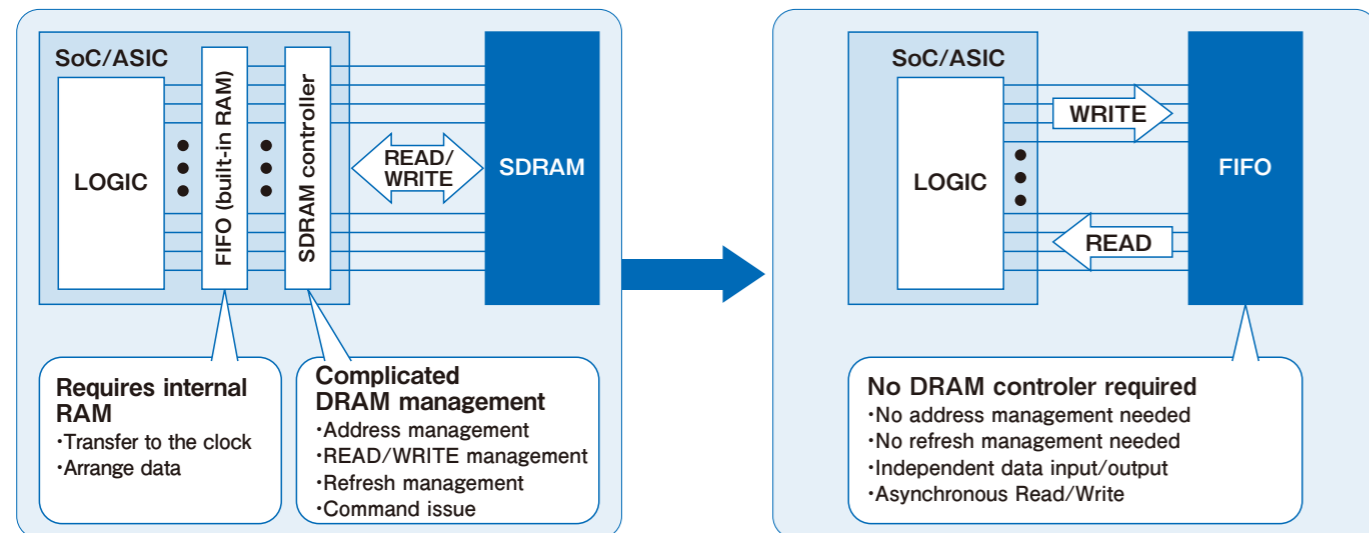 SoC/ASIC
LOGIC
FIFO (built-in RAM)
SDRAM controller
READ/
WRITE
SDRAM
Requires internal
RAM
・Transfer to the clock
・Arrange data
Complicated
DRAM management
・Address management
・READ/WRITE management
・Refresh management
・Command issue
SoC/ASIC
LOGIC
WRITE
READ
FIFO
No DRAM controler required
・No address management needed
・No refresh management needed
・Independent data input/output
・Asynchronous Read/Write